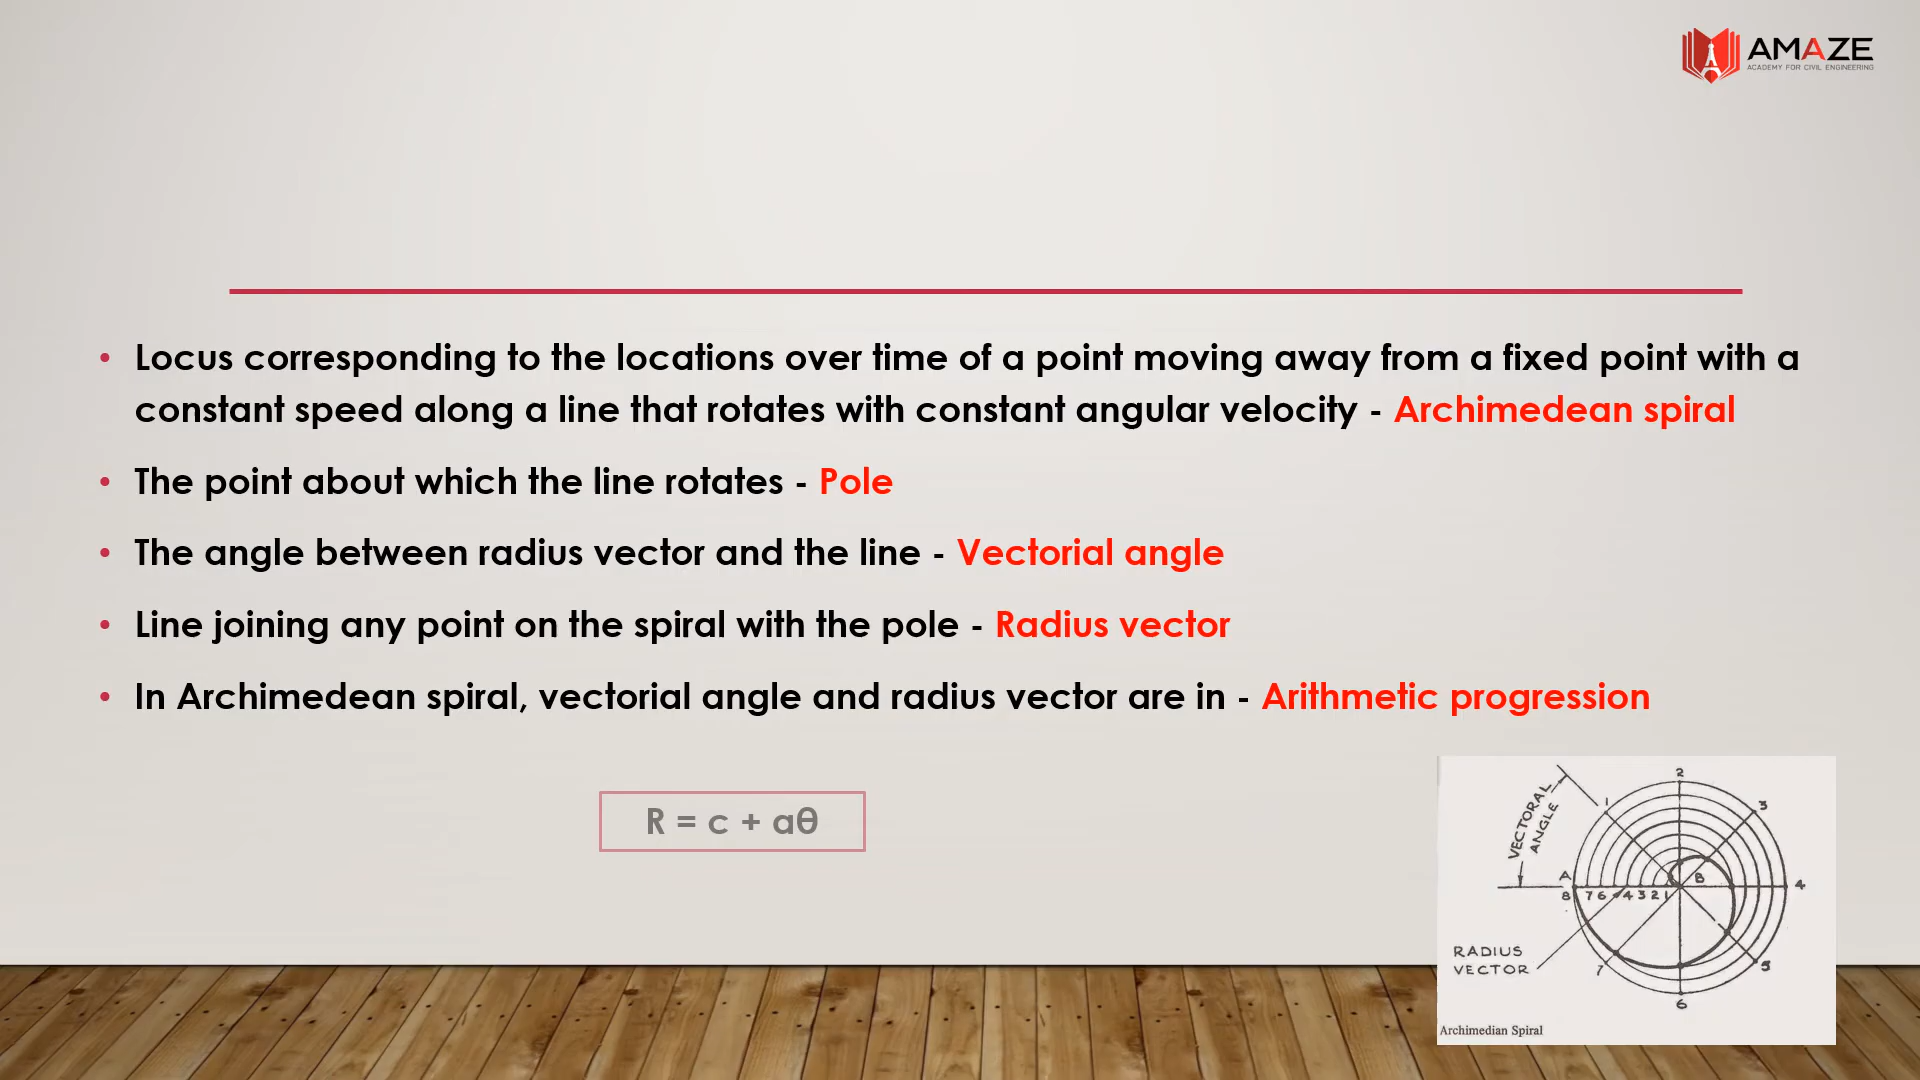 AMAZE
ACADEMY FOR CIVIL ENGINEERING
• Locus corresponding to the locations over time of a point moving away from a fixed point with a
constant speed along a line that rotates with constant angular velocity - Archimedean spiral
• The point about which the line rotates - Pole
• The angle between radius vector and the line - Vectorial angle
• Line joining any point on the spiral with the pole - Radius vector
• In Archimedean spiral, vectorial angle and radius vector are in - Arithmetic progression
R = c + aθ
VECTORAL
ANGLE
1
2
3
4
5
6
7
A
8 7 6 4 3 2 1
B
RADIUS
VECTOR
Archimedian Spiral